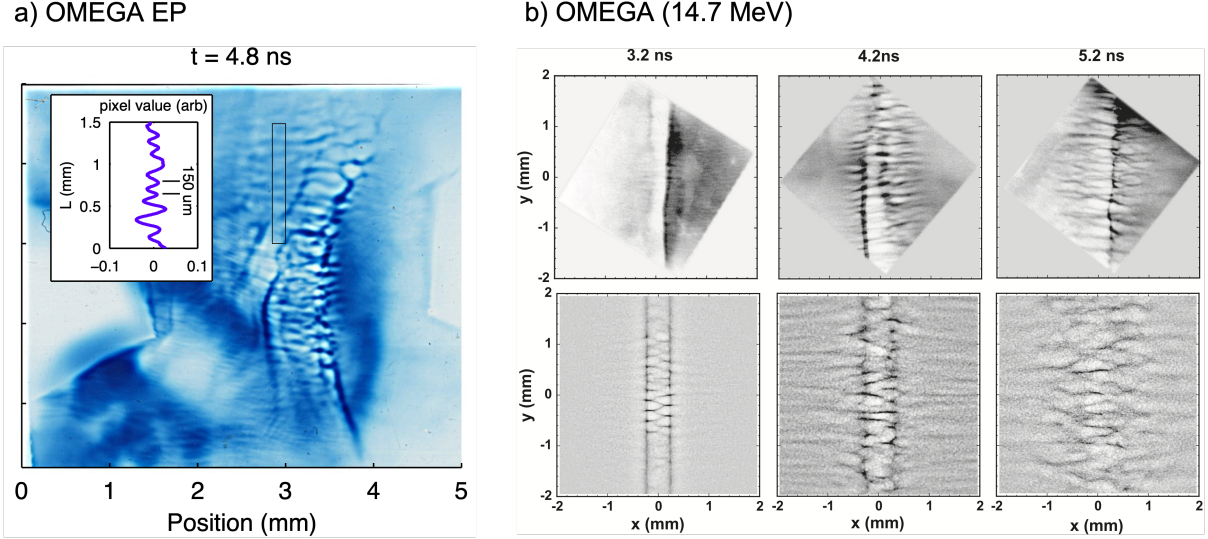 a) OMEGA EP
t = 4.8 ns
pixel value (arb)
1.5
1
0.5
0
L (mm)
150 um
−0.1 0 0.1
0 1 2 3 4 5
Position (mm)
b) OMEGA (14.7 MeV)
3.2 ns 4.2ns 5.2 ns
2
1
0
-1
-2
y (mm)
2
1
0
-1
-2
y (mm)
-2 -1 0 1 2 -2 -1 0 1 2 -2 -1 0 1 2
x (mm) x (mm) x (mm)